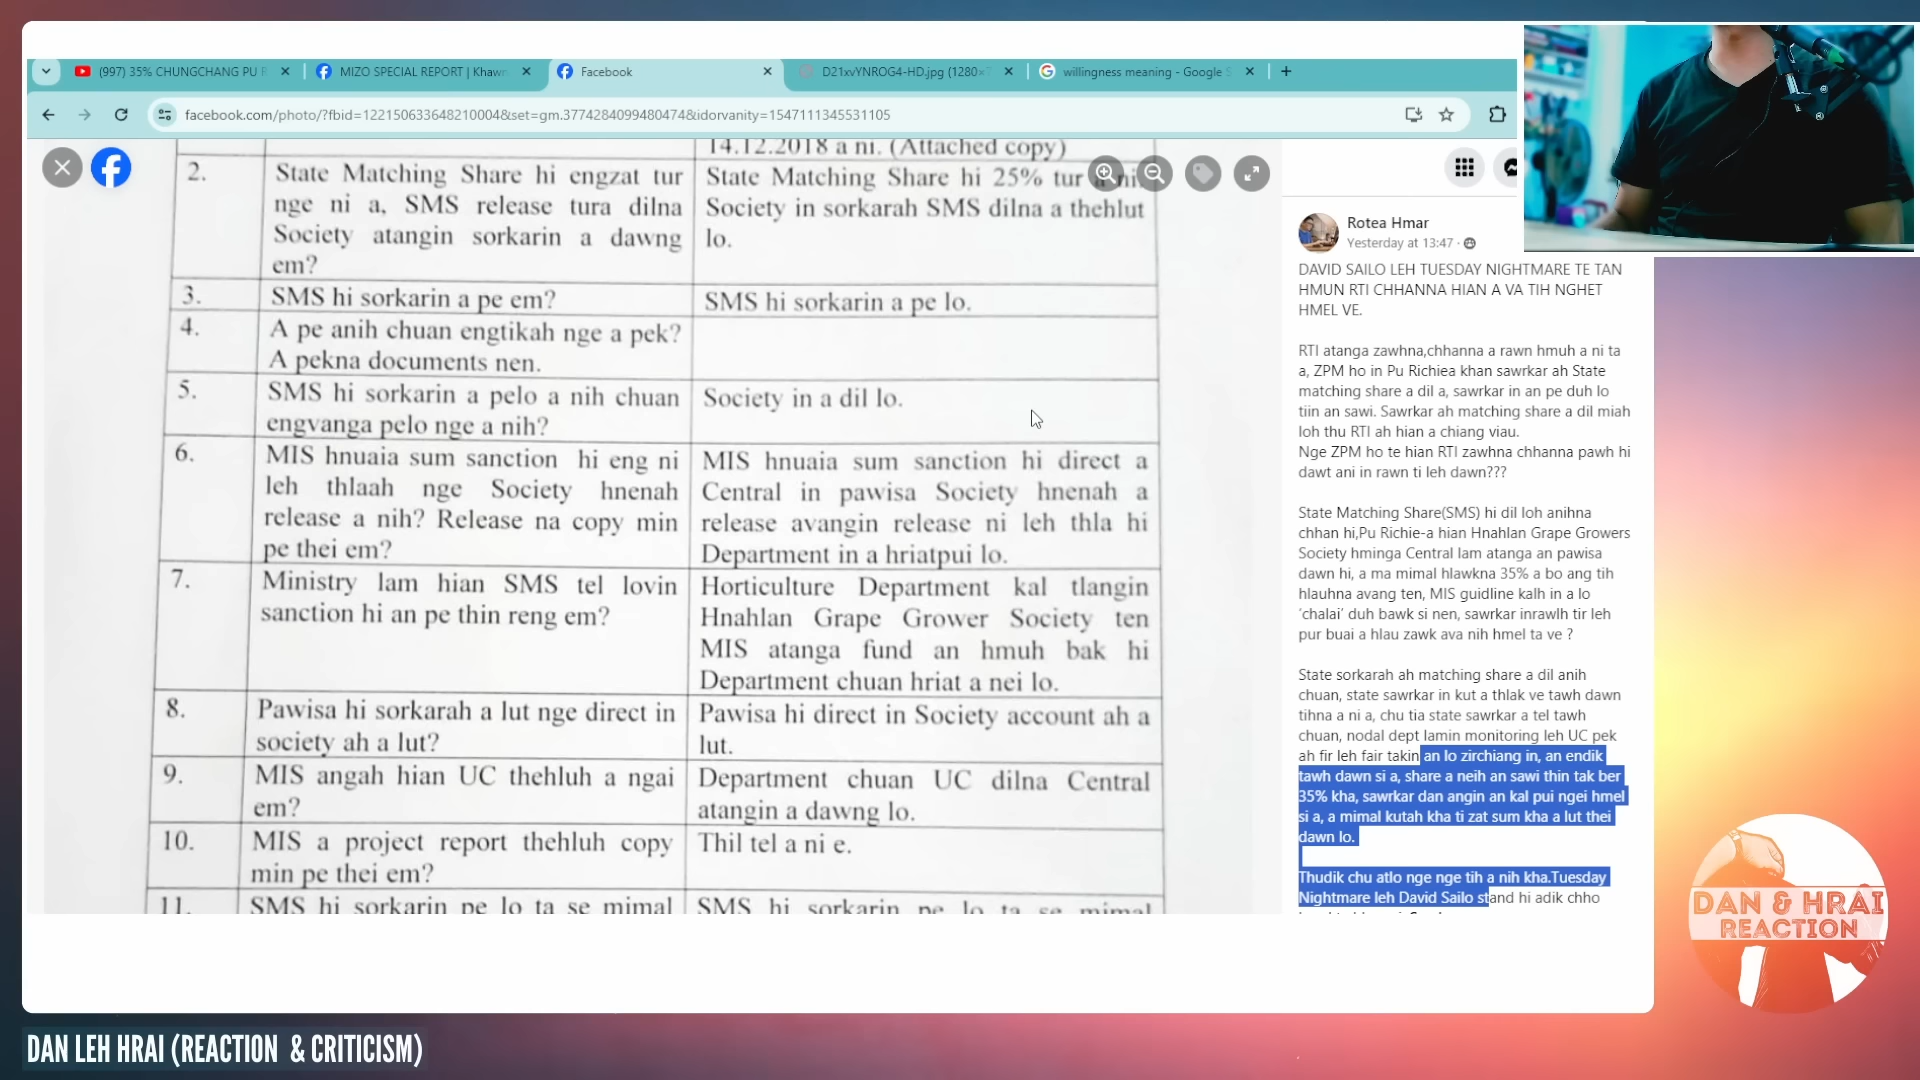 (997) 35% CHUNGCHANG PU R
MIZO SPECIAL REPORT | Khawn
Facebook
D21xvYNROG4-HD.jpg (1280×7
willingness meaning - Google S
facebook.com/photo/?fbid=122150633648210004&set=gm.3774284099480474&idorvanity=1547111345531105
14.12.2018 a ni. (Attached copy)
2.
State Matching Share hi engzat tur
nge ni a, SMS release tura dilna
Society atangin sorkarin a dawng
em?
State Matching Share hi 25% tur a ni.
Society in sorkarah SMS dilna a thehlut
lo.
3.
SMS hi sorkarin a pe em?
SMS hi sorkarin a pe lo.
4.
A pe anih chuan engtikah nge a pek?
A pekna documents nen.
5.
SMS hi sorkarin a pelo a nih chuan
engvanga pelo nge a nih?
Society in a dil lo.
6.
MIS hnuaia sum sanction hi eng ni
leh thlaah nge Society hnenah
release a nih? Release na copy min
pe thei em?
MIS hnuaia sum sanction hi direct a
Central in pawisa Society hnenah a
release avangin release ni leh thla hi
Department in a hriatpui lo.
7.
Ministry lam hian SMS tel lovin
sanction hi an pe thin reng em?
Horticulture Department kal tlangin
Hnahlan Grape Grower Society ten
MIS atanga fund an hmuh bak hi
Department chuan hriat a nei lo.
8.
Pawisa hi sorkarah a lut nge direct in
society ah a lut?
Pawisa hi direct in Society account ah a
lut.
9.
MIS angah hian UC thehluh a ngai
em?
Department chuan UC dilna Central
atangin a dawng lo.
10.
MIS a project report thehluh copy
min pe thei em?
Thil tel a ni e.
11.
SMS hi sorkarin pe lo ta se mimal
SMS hi sorkarin pe lo ta se mimal
Rotea Hmar
Yesterday at 13:47 ·
DAVID SAILO LEH TUESDAY NIGHTMARE TE TAN
HMUN RTI CHHANNA HIAN A VA TIH NGHET
HMEL VE.
RTI atanga zawhna,chhanna a rawn hmuh a ni ta
a, ZPM ho in Pu Richiea khan sawrkar ah State
matching share a dil a, sawrkar in an pe duh lo
tiin an sawi. Sawrkar ah matching share a dil miah
loh thu RTI ah hian a chiang viau.
Nge ZPM ho te hian RTI zawhna chhanna pawh hi
dawt ani in rawn ti leh dawn???
State Matching Share(SMS) hi dil loh anihna
chhan hi,Pu Richie-a hian Hnahlan Grape Growers
Society hminga Central lam atanga an pawisa
dawn hi, a ma mimal hlawkna 35% a bo ang tih
hlauhna avang ten, MIS guidline kalh in a lo
'chalai' duh bawk si nen, sawrkar inrawlh tir leh
pur buai a hlau zawk ava nih hmel ta ve ?
State sorkarah ah matching share a dil anih
chuan, state sawrkar in kut a thlak ve tawh dawn
tihna a ni a, chu tia state sawrkar a tel tawh
chuan, nodal dept lamin monitoring leh UC pek
ah fir leh fair takin an lo zirchiang in, an endik
tawh dawn si a, share a neih an sawi thin tak ber
35% kha, sawrkar dan angin an kal pui ngei hmel
si a, a mimal kutah kha ti zat sum kha a lut thei
dawn lo.
Thudik chu atlo nge nge tih a nih kha.Tuesday
Nightmare leh David Sailo stand hi adik chho
DAN & HRAI
REACTION
DAN LEH HRAI (REACTION & CRITICISM)